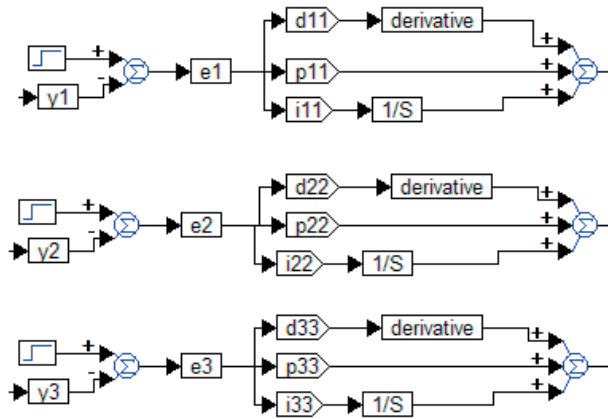 d11 derivative
+ +
- e1 p11 + Σ
y1 i11 1/S +
d22 derivative
+ +
- e2 p22 + Σ
y2 i22 1/S +
d33 derivative
+ +
- e3 p33 + Σ
y3 i33 1/S +